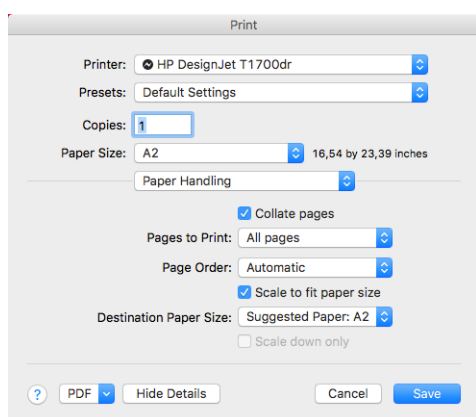 Print
Printer: HP DesignJet T1700dr
Presets: Default Settings
Copies: 1
Paper Size: A2 16,54 by 23,39 inches
Paper Handling
Collate pages
Pages to Print: All pages
Page Order: Automatic
Scale to fit paper size
Destination Paper Size: Suggested Paper: A2
Scale down only
? PDF Hide Details Cancel Save